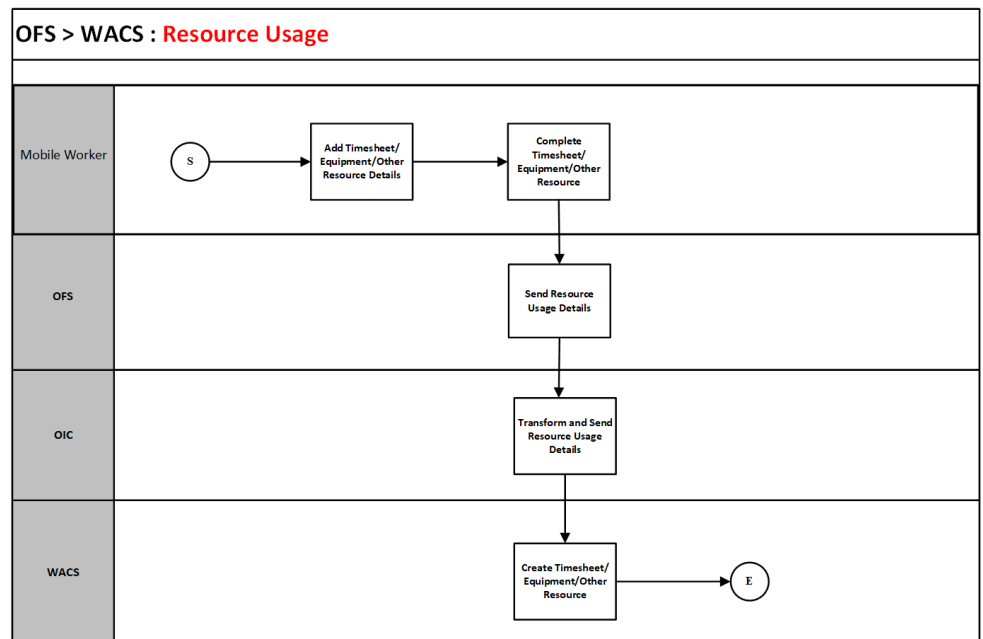 OFS > WACS : Resource Usage
Mobile Worker
S
Add Timesheet/
Equipment/Other
Resource Details
Complete
Timesheet/
Equipment/Other
Resource
OFS
Send Resource
Usage Details
OIC
Transform and Send
Resource Usage
Details
WACS
Create Timesheet/
Equipment/Other
Resource
E